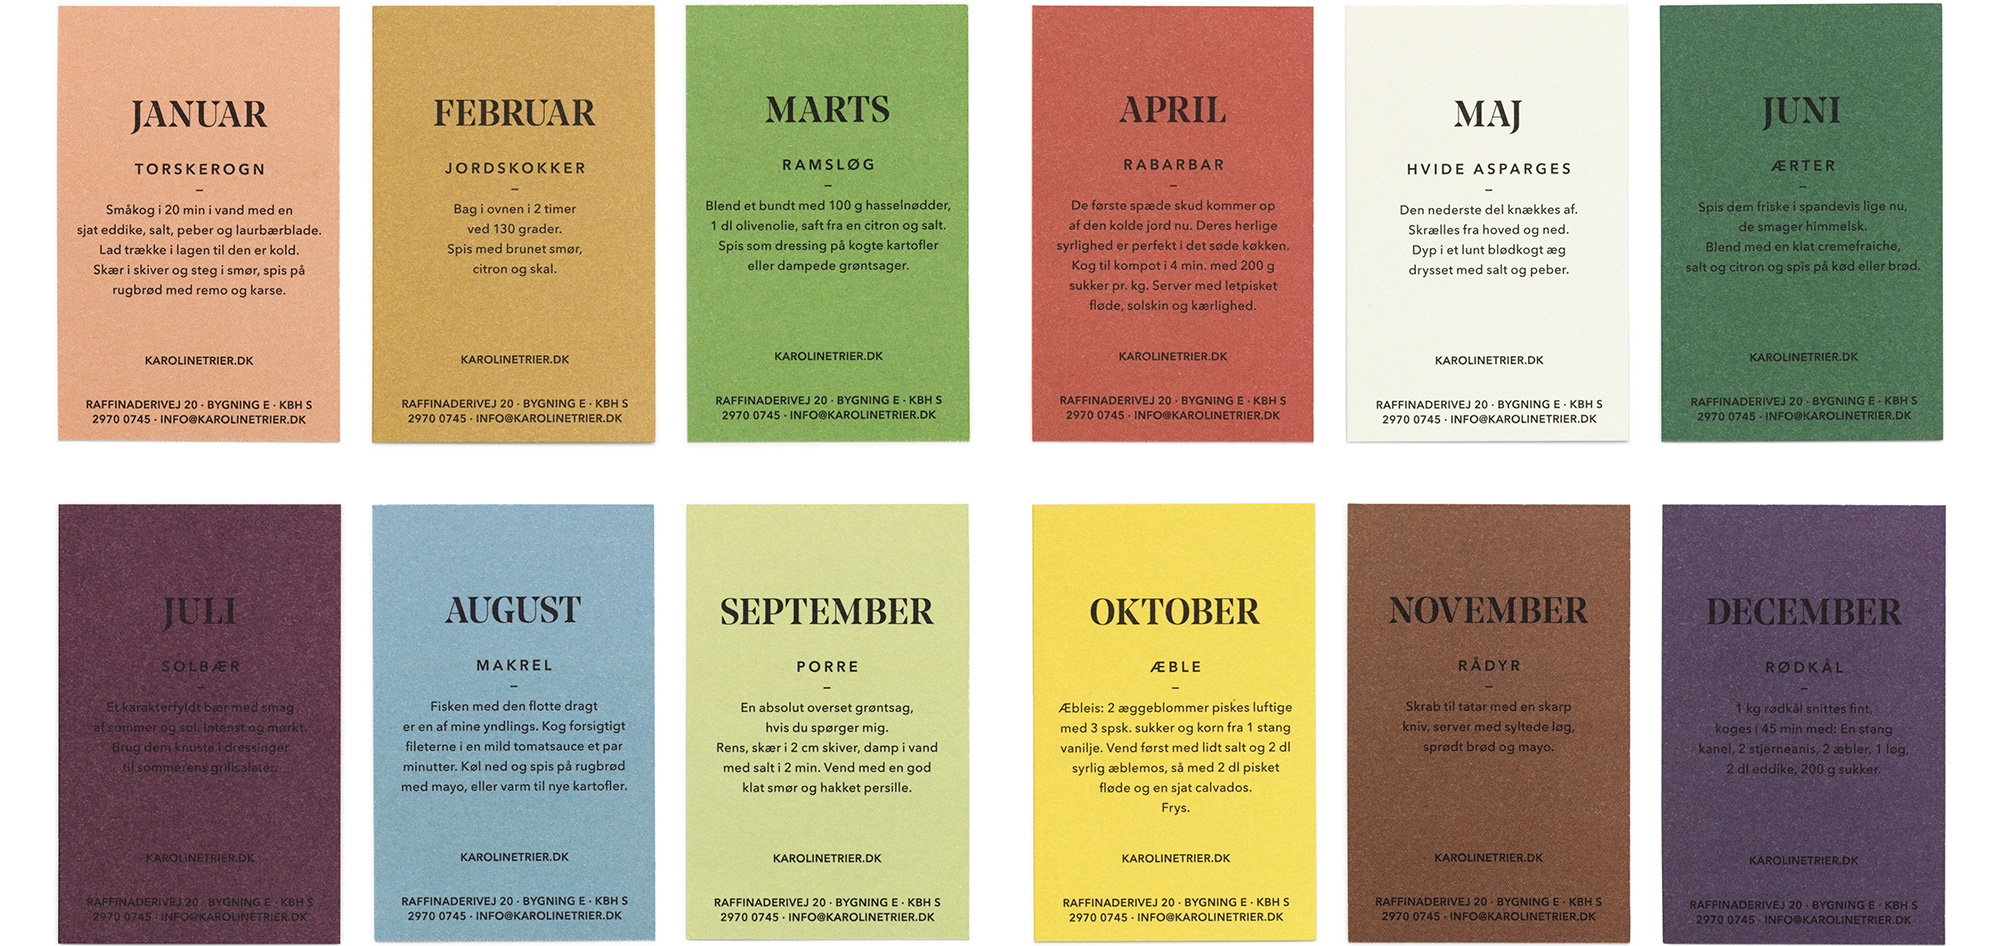 JANUAR
TORSKEROGN
–
Småkog i 20 min i vand med en
sjat eddike, salt, peber og laurbærblade.
Lad trække i lagen til den er kold.
Skær i skiver og steg i smør, spis på
rugbrød med remo og karse.
KAROLINETRIER.DK
RAFFINADERIVEJ 20 · BYGNING E · KBH S
2970 0745 · INFO@KAROLINETRIER.DK
FEBRUAR
JORDSKOKKER
–
Bag i ovnen i 2 timer
ved 130 grader.
Spis med brunet smør,
citron og skal.
KAROLINETRIER.DK
RAFFINADERIVEJ 20 · BYGNING E · KBH S
2970 0745 · INFO@KAROLINETRIER.DK
MARTS
RAMSLØG
–
Blend et bundt med 100 g hasselnødder,
1 dl olivenolie, saft fra en citron og salt.
Spis som dressing på kogte kartofler
eller dampede grøntsager.
KAROLINETRIER.DK
RAFFINADERIVEJ 20 · BYGNING E · KBH S
2970 0745 · INFO@KAROLINETRIER.DK
APRIL
RABARBAR
–
De første spæde skud kommer op
af den kolde jord nu. Deres herlige
syrlighed er perfekt i det søde køkken.
Kog til kompot i 4 min. med 200 g
sukker pr. kg. Server med letpisket
fløde, solskin og kærlighed.
KAROLINETRIER.DK
RAFFINADERIVEJ 20 · BYGNING E · KBH S
2970 0745 · INFO@KAROLINETRIER.DK
MAJ
HVIDE ASPARGES
–
Den nederste del knækkes af.
Skrælles fra hoved og ned.
Dyp i et lunt blødkogt æg
drysset med salt og peber.
KAROLINETRIER.DK
RAFFINADERIVEJ 20 · BYGNING E · KBH S
2970 0745 · INFO@KAROLINETRIER.DK
JUNI
ÆRTER
–
Spis dem friske i spandevis lige nu,
de smager himmelsk.
Blend med en klat cremefraiche,
salt og citron og spis på kød eller brød.
KAROLINETRIER.DK
RAFFINADERIVEJ 20 · BYGNING E · KBH S
2970 0745 · INFO@KAROLINETRIER.DK
JULI
SOLBÆR
–
Et karakterfyldt bær med smag
af sommer og sol. Intenst og mørkt.
Brug dem knuste i dressinger
til sommerens grillsalater.
KAROLINETRIER.DK
RAFFINADERIVEJ 20 · BYGNING E · KBH S
2970 0745 · INFO@KAROLINETRIER.DK
AUGUST
MAKREL
–
Fisken med den flotte dragt
er en af mine yndlings. Kog forsigtigt
fileterne i en mild tomatsauce et par
minutter. Køl ned og spis på rugbrød
med mayo, eller varm til nye kartofler.
KAROLINETRIER.DK
RAFFINADERIVEJ 20 · BYGNING E · KBH S
2970 0745 · INFO@KAROLINETRIER.DK
SEPTEMBER
PORRE
–
En absolut overset grøntsag,
hvis du spørger mig.
Rens, skær i 2 cm skiver, damp i vand
med salt i 2 min. Vend med en god
klat smør og hakket persille.
KAROLINETRIER.DK
RAFFINADERIVEJ 20 · BYGNING E · KBH S
2970 0745 · INFO@KAROLINETRIER.DK
OKTOBER
ÆBLE
–
Æbleis: 2 æggeblommer piskes luftige
med 3 spsk. sukker og korn fra 1 stang
vanilje. Vend først med lidt salt og 2 dl
syrlig æblemos, så med 2 dl pisket
fløde og en sjat calvados.
Frys.
KAROLINETRIER.DK
RAFFINADERIVEJ 20 · BYGNING E · KBH S
2970 0745 · INFO@KAROLINETRIER.DK
NOVEMBER
RÅDYR
–
Skrab til tatar med en skarp
kniv, server med syltede løg,
sprødt brød og mayo.
KAROLINETRIER.DK
RAFFINADERIVEJ 20 · BYGNING E · KBH S
2970 0745 · INFO@KAROLINETRIER.DK
DECEMBER
RØDKÅL
–
1 kg rødkål snittes fint,
koges i 45 min med: En stang
kanel, 2 stjerneanis, 2 æbler, 1 løg,
2 dl eddike, 200 g sukker.
KAROLINETRIER.DK
RAFFINADERIVEJ 20 · BYGNING E · KBH S
2970 0745 · INFO@KAROLINETRIER.DK